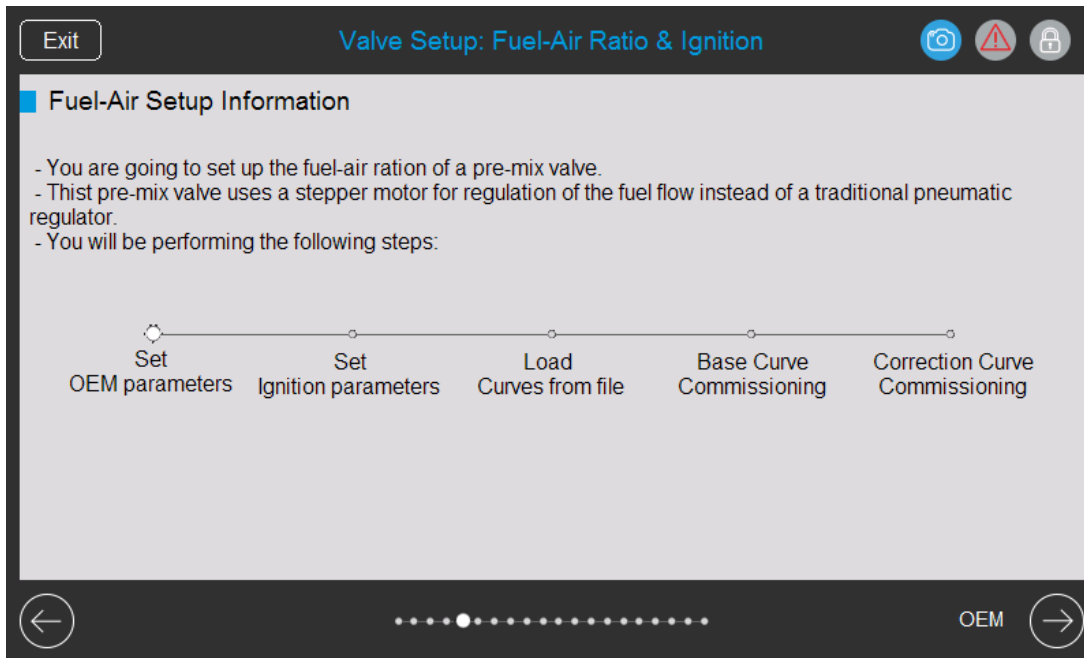 Exit
Valve Setup: Fuel-Air Ratio & Ignition
Fuel-Air Setup Information
- You are going to set up the fuel-air ration of a pre-mix valve.
- Thist pre-mix valve uses a stepper motor for regulation of the fuel flow instead of a traditional pneumatic
regulator.
- You will be performing the following steps:
Set
OEM parameters
Set
Ignition parameters
Load
Curves from file
Base Curve
Commissioning
Correction Curve
Commissioning
OEM